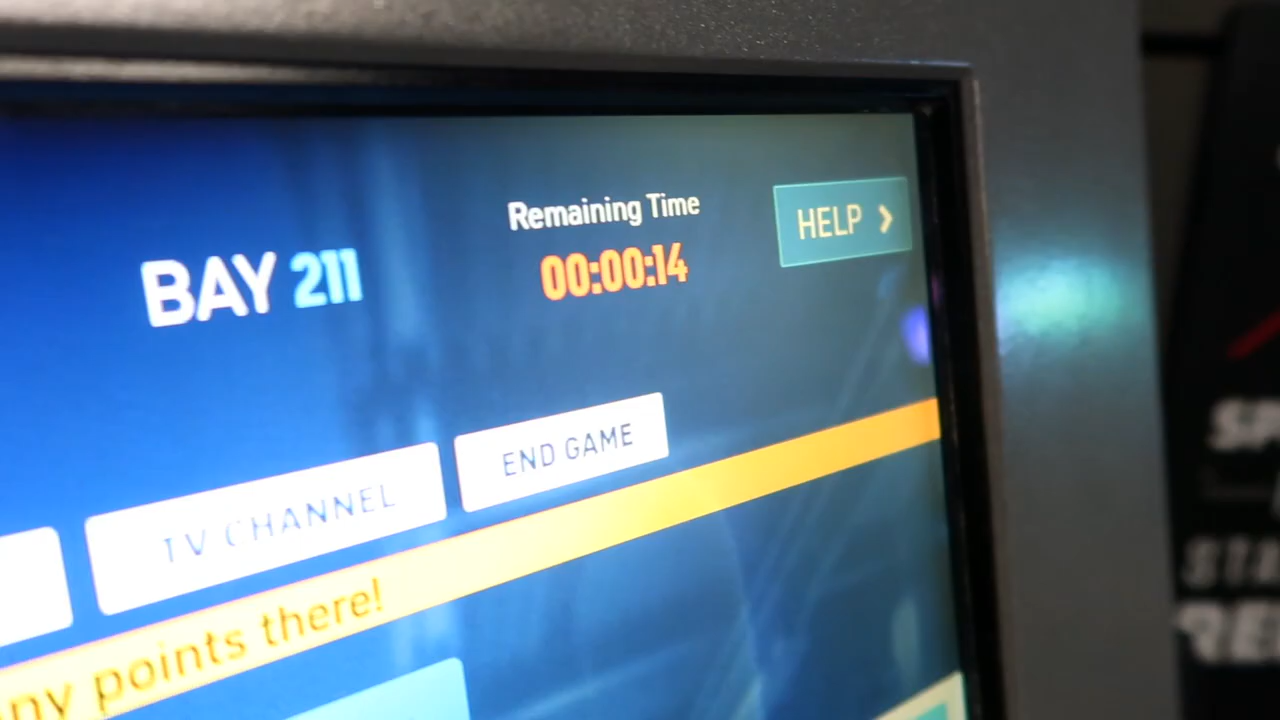 Remaining Time
HELP
BAY 211
00:00:14
END GAME
TV CHANNEL
points there!